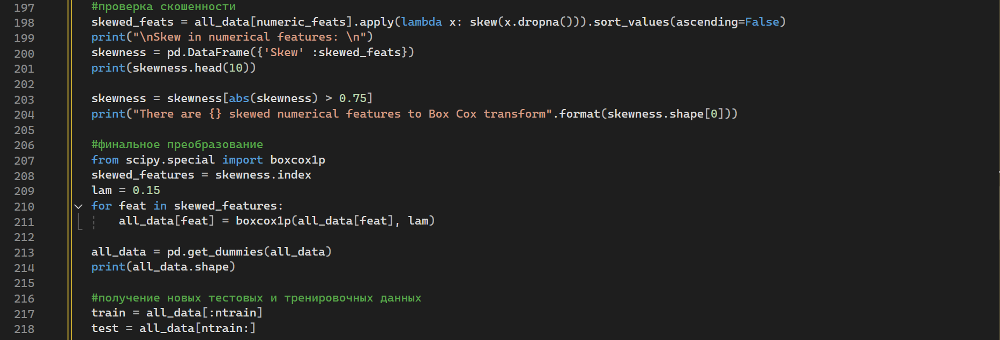 197 #проверка скошенности
198 skewed_feats = all_data[numeric_feats].apply(lambda x: skew(x.dropna())).sort_values(ascending=False)
199 print("\nSkew in numerical features: \n")
200 skewness = pd.DataFrame({'Skew' :skewed_feats})
201 print(skewness.head(10))
202
203 skewness = skewness[abs(skewness) > 0.75]
204 print("There are {} skewed numerical features to Box Cox transform".format(skewness.shape[0]))
205
206 #финальное преобразование
207 from scipy.special import boxcox1p
208 skewed_features = skewness.index
209 lam = 0.15
210 for feat in skewed_features:
211     all_data[feat] = boxcox1p(all_data[feat], lam)
212
213 all_data = pd.get_dummies(all_data)
214 print(all_data.shape)
215
216 #получение новых тестовых и тренировочных данных
217 train = all_data[:ntrain]
218 test = all_data[ntrain:]